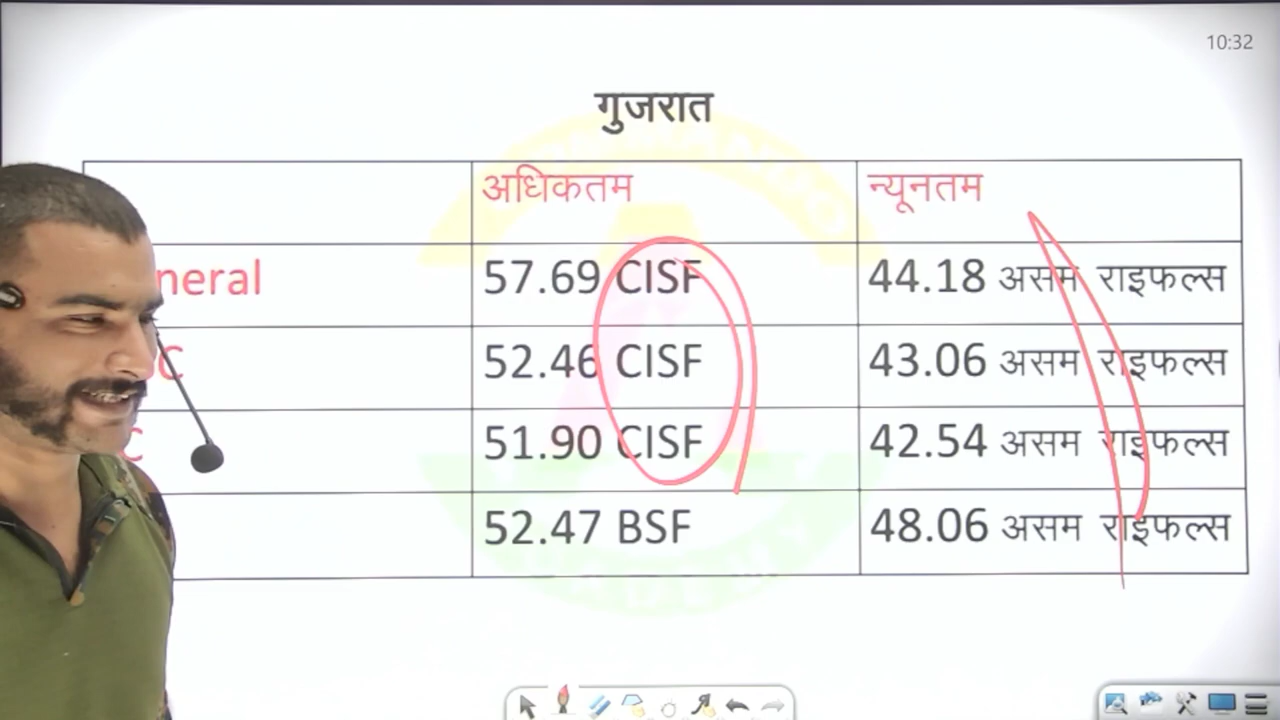 10:32
गुजरात
अधिकतम न्यूनतम
neral 57.69 CISF 44.18 असम राइफल्स
C 52.46 CISF 43.06 असम राइफल्स
C 51.90 CISF 42.54 असम राइफल्स
52.47 BSF 48.06 असम राइफल्स